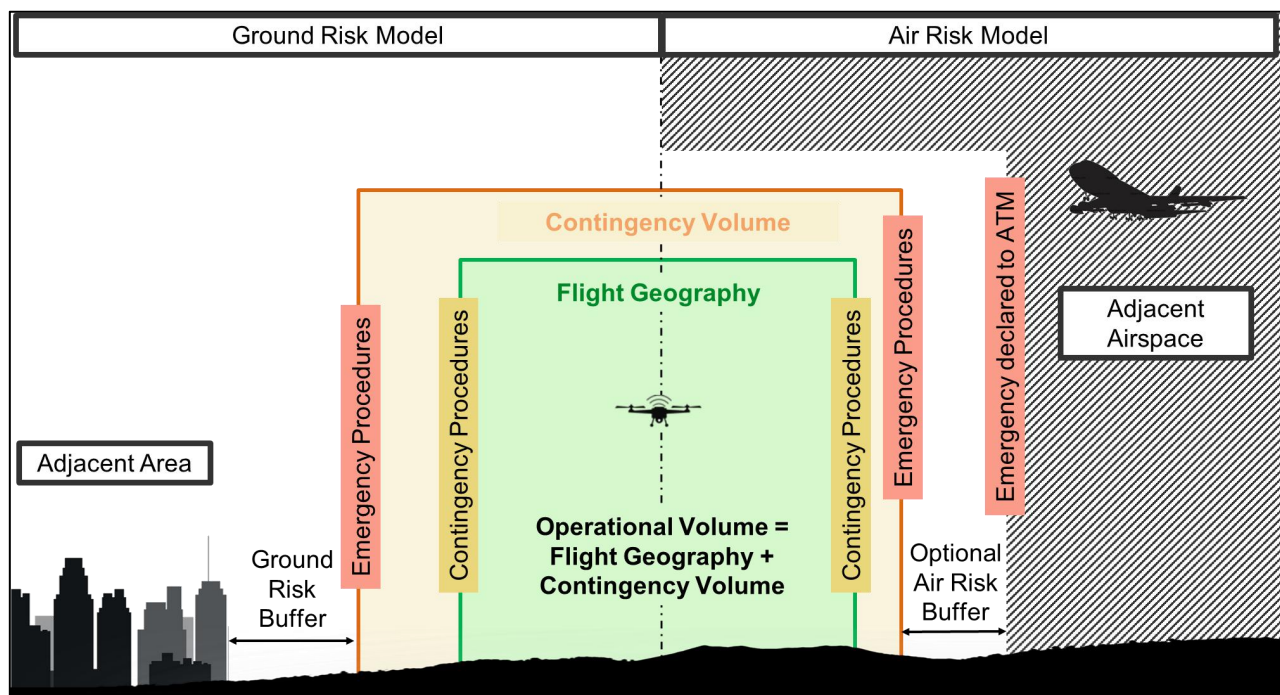 Ground Risk Model
Air Risk Model
Contingency Volume
Flight Geography
Emergency Procedures
Contingency Procedures
Contingency Procedures
Emergency Procedures
Emergency declared to ATM
Adjacent
Airspace
Adjacent Area
Ground
Risk
Buffer
Operational Volume =
Flight Geography +
Contingency Volume
Optional
Air Risk
Buffer